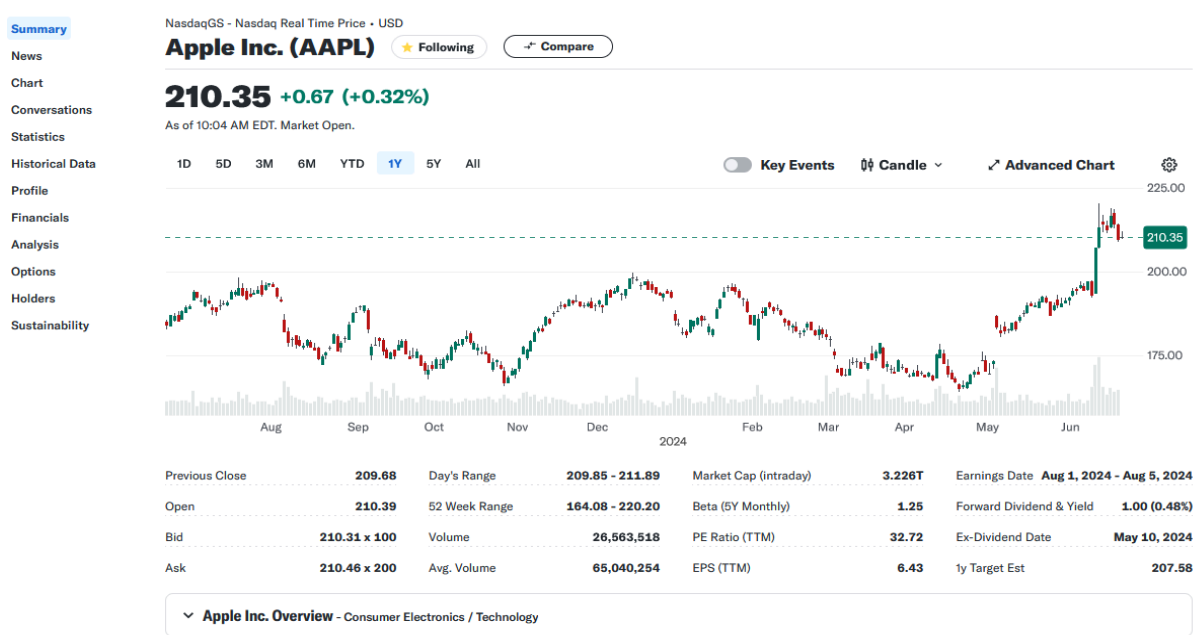 Summary
News
Chart
Conversations
Statistics
Historical Data
Profile
Financials
Analysis
Options
Holders
Sustainability
NasdaqGS - Nasdaq Real Time Price • USD
Apple Inc. (AAPL) Following Compare
210.35 +0.67 (+0.32%)
As of 10:04 AM EDT. Market Open.
1D 5D 3M 6M YTD 1Y 5Y All Key Events Candle Advanced Chart
225.00
210.35
200.00
175.00
Aug Sep Oct Nov Dec 2024 Feb Mar Apr May Jun
Previous Close 209.68 Day's Range 209.85 - 211.89 Market Cap (intraday) 3.226T Earnings Date Aug 1, 2024 - Aug 5, 2024
Open 210.39 52 Week Range 164.08 - 220.20 Beta (5Y Monthly) 1.25 Forward Dividend & Yield 1.00 (0.48%)
Bid 210.31 x 100 Volume 26,563,518 PE Ratio (TTM) 32.72 Ex-Dividend Date May 10, 2024
Ask 210.46 x 200 Avg. Volume 65,040,254 EPS (TTM) 6.43 1y Target Est 207.58
Apple Inc. Overview - Consumer Electronics / Technology